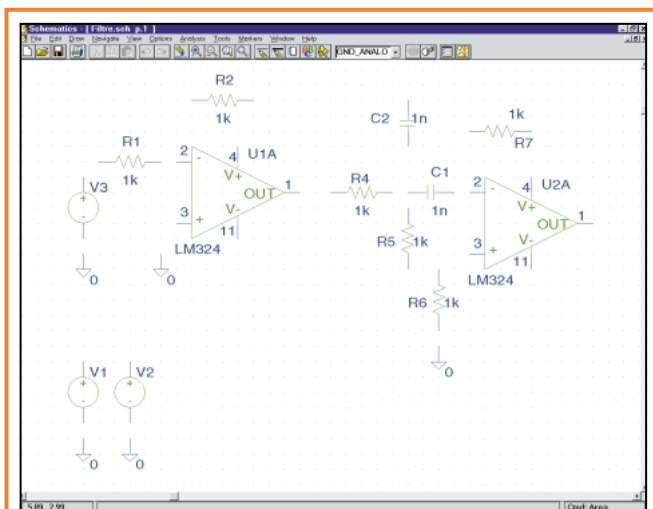 Schematics - [ Filtre.sch p.1 ]
File Edit Draw Navigate View Options Analysis Tools Markers Window Help
GND_ANALO
R2
1k
C2 1n
1k
R7
R1
1k
2 - 4 U1A
V+
OUT 1
3 + V-
11
LM324
V3
+
-
R4
1k
C1
1n
2 - 4 U2A
V+
OUT 1
3 + V-
11
LM324
R5 1k
R6 1k
0
0
0
V1
+
-
V2
+
-
0
0
5.89, 2.99
Cmd: Area